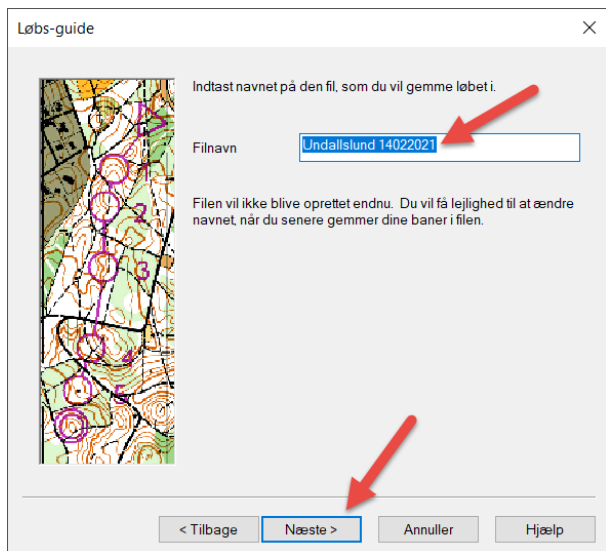 Løbs-guide
Indtast navnet på den fil, som du vil gemme løbet i.
Filnavn
Undallslund 14022021
Filen vil ikke blive oprettet endnu. Du vil få lejlighed til at ændre
navnet, når du senere gemmer dine baner i filen.
1
2
3
4
5
< Tilbage
Næste >
Annuller
Hjælp